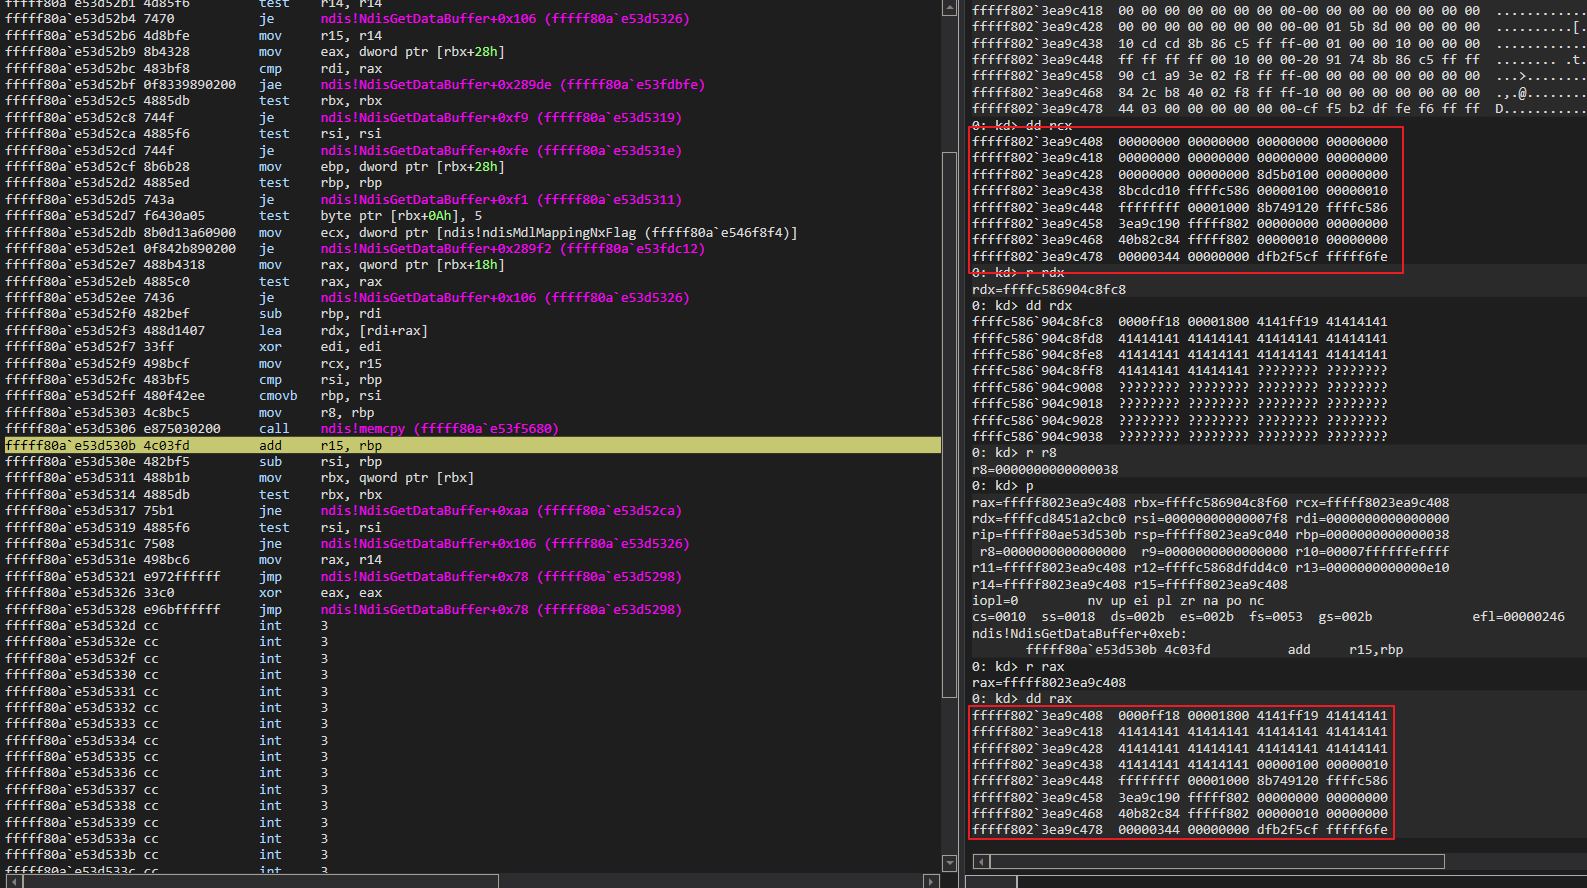 fffff80a`e53d52b1 4d85f6          test    r14, r14
fffff80a`e53d52b4 7470            je      ndis!NdisGetDataBuffer+0x106 (fffff80a`e53d5326)
fffff80a`e53d52b6 4d8bfe          mov     r15, r14
fffff80a`e53d52b9 8b4328          mov     eax, dword ptr [rbx+28h]
fffff80a`e53d52bc 483bf8          cmp     rdi, rax
fffff80a`e53d52bf 0f8339890200    jae     ndis!NdisGetDataBuffer+0x289de (fffff80a`e53fdbfe)
fffff80a`e53d52c5 4885db          test    rbx, rbx
fffff80a`e53d52c8 744f            je      ndis!NdisGetDataBuffer+0xf9 (fffff80a`e53d5319)
fffff80a`e53d52ca 4885f6          test    rsi, rsi
fffff80a`e53d52cd 744f            je      ndis!NdisGetDataBuffer+0xfe (fffff80a`e53d531e)
fffff80a`e53d52cf 8b6b28          mov     ebp, dword ptr [rbx+28h]
fffff80a`e53d52d2 4885ed          test    rbp, rbp
fffff80a`e53d52d5 743a            je      ndis!NdisGetDataBuffer+0xf1 (fffff80a`e53d5311)
fffff80a`e53d52d7 f6430a05        test    byte ptr [rbx+0Ah], 5
fffff80a`e53d52db 8b0d13a60900    mov     ecx, dword ptr [ndis!ndisMdlMappingNxFlag (fffff80a`e546f8f4)]
fffff80a`e53d52e1 0f842b890200    je      ndis!NdisGetDataBuffer+0x289f2 (fffff80a`e53fdc12)
fffff80a`e53d52e7 488b4318        mov     rax, qword ptr [rbx+18h]
fffff80a`e53d52eb 4885c0          test    rax, rax
fffff80a`e53d52ee 7436            je      ndis!NdisGetDataBuffer+0x106 (fffff80a`e53d5326)
fffff80a`e53d52f0 482bef          sub     rbp, rdi
fffff80a`e53d52f3 488d1407        lea     rdx, [rdi+rax]
fffff80a`e53d52f7 33ff            xor     edi, edi
fffff80a`e53d52f9 498bcf          mov     rcx, r15
fffff80a`e53d52fc 483bf5          cmp     rsi, rbp
fffff80a`e53d52ff 480f42ee        cmovb   rbp, rsi
fffff80a`e53d5303 4c8bc5          mov     r8, rbp
fffff80a`e53d5306 e875030200      call    ndis!memcpy (fffff80a`e53f5680)
fffff80a`e53d530b 4c03fd          add     r15, rbp
fffff80a`e53d530e 482bf5          sub     rsi, rbp
fffff80a`e53d5311 488b1b          mov     rbx, qword ptr [rbx]
fffff80a`e53d5314 4885db          test    rbx, rbx
fffff80a`e53d5317 75b1            jne     ndis!NdisGetDataBuffer+0xaa (fffff80a`e53d52ca)
fffff80a`e53d5319 4885f6          test    rsi, rsi
fffff80a`e53d531c 7508            jne     ndis!NdisGetDataBuffer+0x106 (fffff80a`e53d5326)
fffff80a`e53d531e 498bc6          mov     rax, r14
fffff80a`e53d5321 e972ffffff      jmp     ndis!NdisGetDataBuffer+0x78 (fffff80a`e53d5298)
fffff80a`e53d5326 33c0            xor     eax, eax
fffff80a`e53d5328 e96bffffff      jmp     ndis!NdisGetDataBuffer+0x78 (fffff80a`e53d5298)
fffff80a`e53d532d cc              int     3
fffff80a`e53d532e cc              int     3
fffff80a`e53d532f cc              int     3
fffff80a`e53d5330 cc              int     3
fffff80a`e53d5331 cc              int     3
fffff80a`e53d5332 cc              int     3
fffff80a`e53d5333 cc              int     3
fffff80a`e53d5334 cc              int     3
fffff80a`e53d5335 cc              int     3
fffff80a`e53d5336 cc              int     3
fffff80a`e53d5337 cc              int     3
fffff80a`e53d5338 cc              int     3
fffff80a`e53d5339 cc              int     3
fffff80a`e53d533a cc              int     3
fffff80a`e53d533b cc              int     3
fffff80a`e53d533c cc              int     3
fffff802`3ea9c418  00 00 00 00 00 00 00 00-00 00 00 00 00 00 00 00  ............
fffff802`3ea9c428  00 00 00 00 00 00 00 00-00 01 5b 8d 00 00 00 00  ..........[.
fffff802`3ea9c438  10 cd cd 8b 86 c5 ff ff-00 01 00 00 10 00 00 00  ............
fffff802`3ea9c448  ff ff ff ff 00 10 00 00-20 91 74 8b 86 c5 ff ff  ........ .t.
fffff802`3ea9c458  90 c1 a9 3e 02 f8 ff ff-00 00 00 00 00 00 00 00  ...>........
fffff802`3ea9c468  84 2c b8 40 02 f8 ff ff-10 00 00 00 00 00 00 00  .,.@........
fffff802`3ea9c478  44 03 00 00 00 00 00 00-cf f5 b2 df fe f6 ff ff  D...........
0: kd> dd rcx
fffff802`3ea9c408  00000000 00000000 00000000 00000000
fffff802`3ea9c418  00000000 00000000 00000000 00000000
fffff802`3ea9c428  00000000 00000000 8d5b0100 00000000
fffff802`3ea9c438  8bcdcd10 ffffc586 00000100 00000010
fffff802`3ea9c448  ffffffff 00001000 8b749120 ffffc586
fffff802`3ea9c458  3ea9c190 fffff802 00000000 00000000
fffff802`3ea9c468  40b82c84 fffff802 00000010 00000000
fffff802`3ea9c478  00000344 00000000 dfb2f5cf fffff6fe
0: kd> r rdx
rdx=ffffc586904c8fc8
0: kd> dd rdx
ffffc586`904c8fc8  0000ff18 00001800 4141ff19 41414141
ffffc586`904c8fd8  41414141 41414141 41414141 41414141
ffffc586`904c8fe8  41414141 41414141 41414141 41414141
ffffc586`904c8ff8  41414141 41414141 ???????? ????????
ffffc586`904c9008  ???????? ???????? ???????? ????????
ffffc586`904c9018  ???????? ???????? ???????? ????????
ffffc586`904c9028  ???????? ???????? ???????? ????????
ffffc586`904c9038  ???????? ???????? ???????? ????????
0: kd> r r8
r8=0000000000000038
0: kd> p
rax=fffff8023ea9c408 rbx=ffffc586904c8f60 rcx=fffff8023ea9c408
rdx=ffffcd8451a2cbc0 rsi=00000000000007f8 rdi=0000000000000000
rip=fffff80ae53d530b rsp=fffff8023ea9c040 rbp=0000000000000038
 r8=0000000000000000  r9=0000000000000000 r10=00007ffffffeffff
r11=fffff8023ea9c408 r12=ffffc5868dfdd4c0 r13=0000000000000e10
r14=fffff8023ea9c408 r15=fffff8023ea9c408
iopl=0         nv up ei pl zr na po nc
cs=0010  ss=0018  ds=002b  es=002b  fs=0053  gs=002b             efl=00000246
ndis!NdisGetDataBuffer+0xeb:
fffff80a`e53d530b 4c03fd          add     r15,rbp
0: kd> r rax
rax=fffff8023ea9c408
0: kd> dd rax
fffff802`3ea9c408  0000ff18 00001800 4141ff19 41414141
fffff802`3ea9c418  41414141 41414141 41414141 41414141
fffff802`3ea9c428  41414141 41414141 41414141 41414141
fffff802`3ea9c438  41414141 41414141 00000100 00000010
fffff802`3ea9c448  ffffffff 00001000 8b749120 ffffc586
fffff802`3ea9c458  3ea9c190 fffff802 00000000 00000000
fffff802`3ea9c468  40b82c84 fffff802 00000010 00000000
fffff802`3ea9c478  00000344 00000000 dfb2f5cf fffff6fe